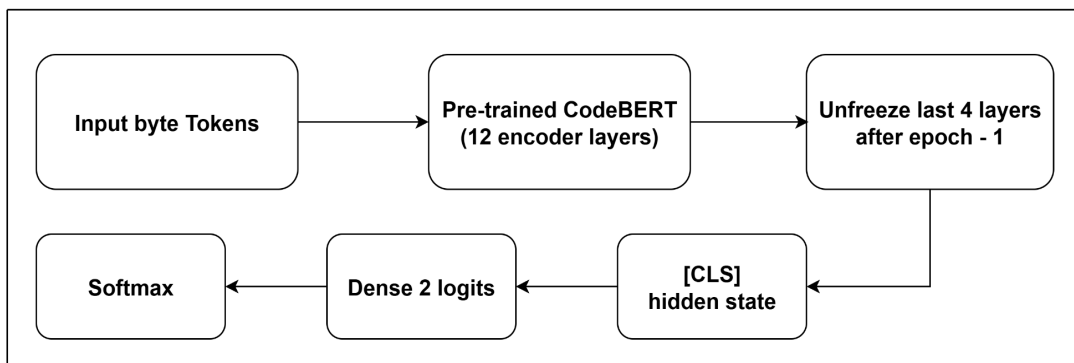 Input byte Tokens
Pre-trained CodeBERT
(12 encoder layers)
Unfreeze last 4 layers
after epoch - 1
[CLS]
hidden state
Dense 2 logits
Softmax